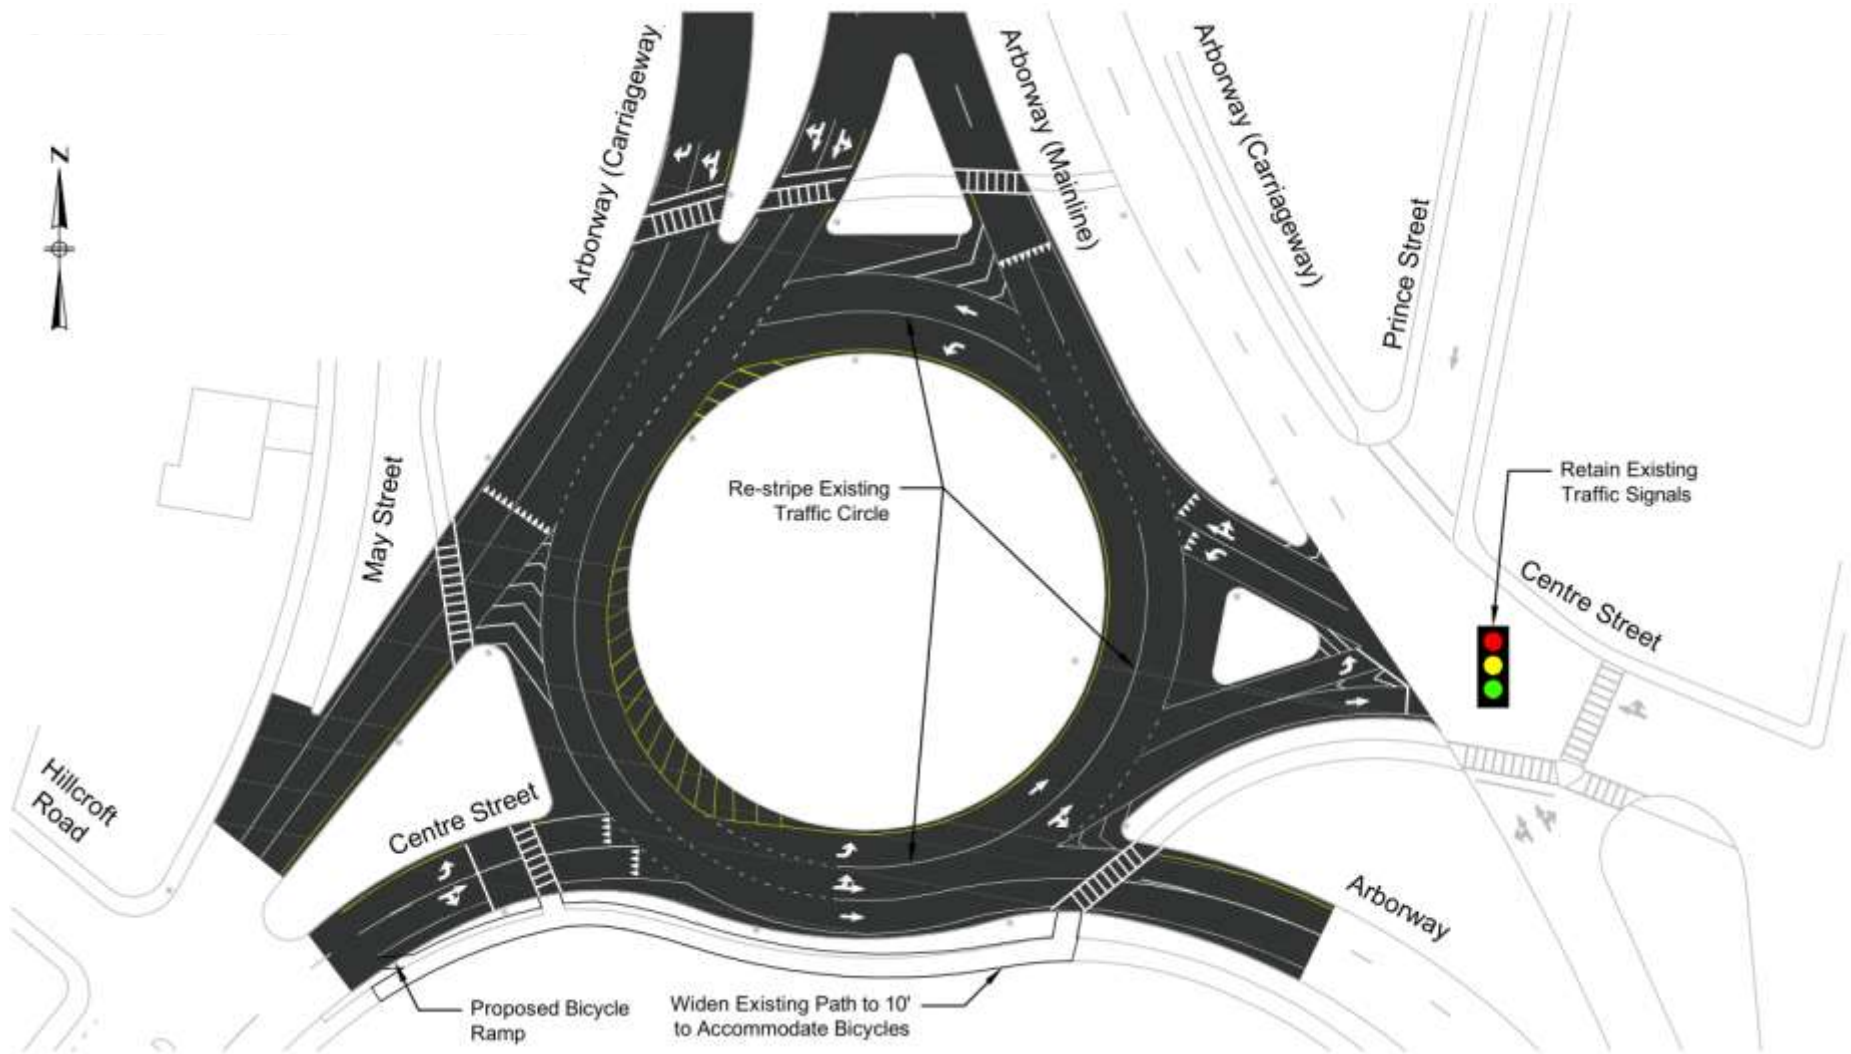 N
Arborway (Carriageway
Arborway (Mainline)
Arborway (Carriageway)
Prince Street
May Street
Re-stripe Existing
Traffic Circle
Retain Existing
Traffic Signals
Centre Street
Hillcroft
Road
Centre Street
Arborway
Proposed Bicycle
Ramp
Widen Existing Path to 10'
to Accommodate Bicycles